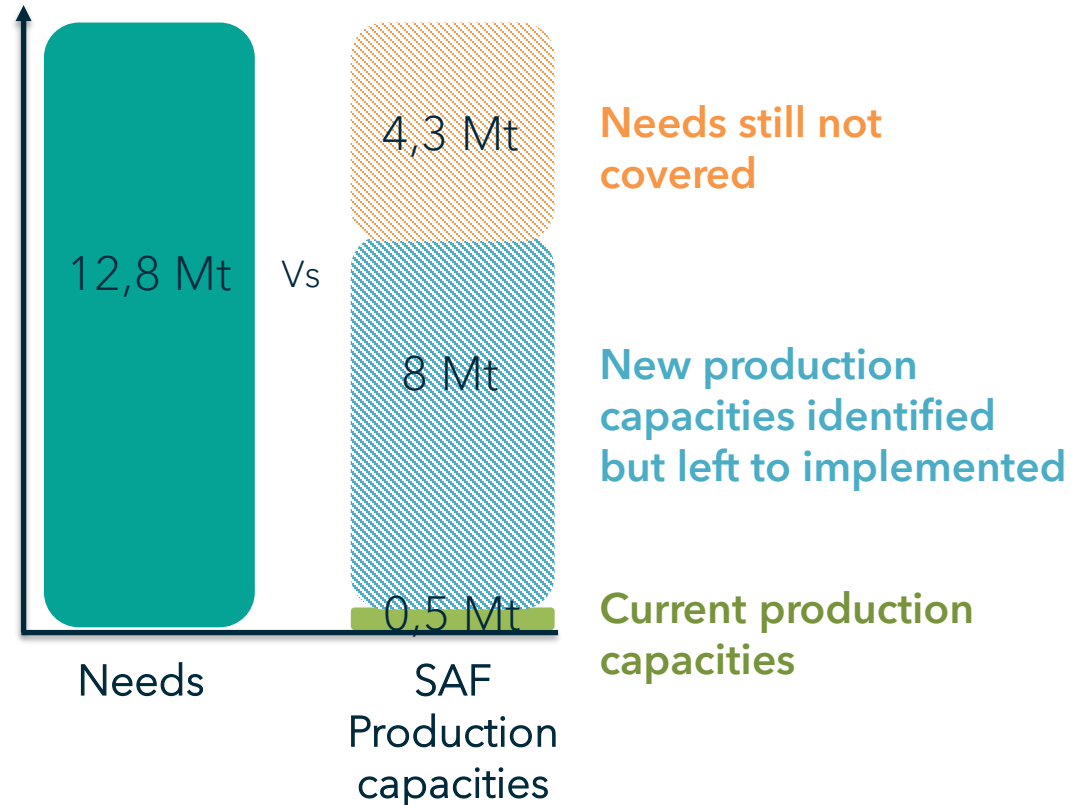 4,3 Mt
Needs still not
covered
12,8 Mt
Vs
8 Mt
New production
capacities identified
but left to implemented
0,5 Mt
Current production
capacities
Needs
SAF
Production
capacities